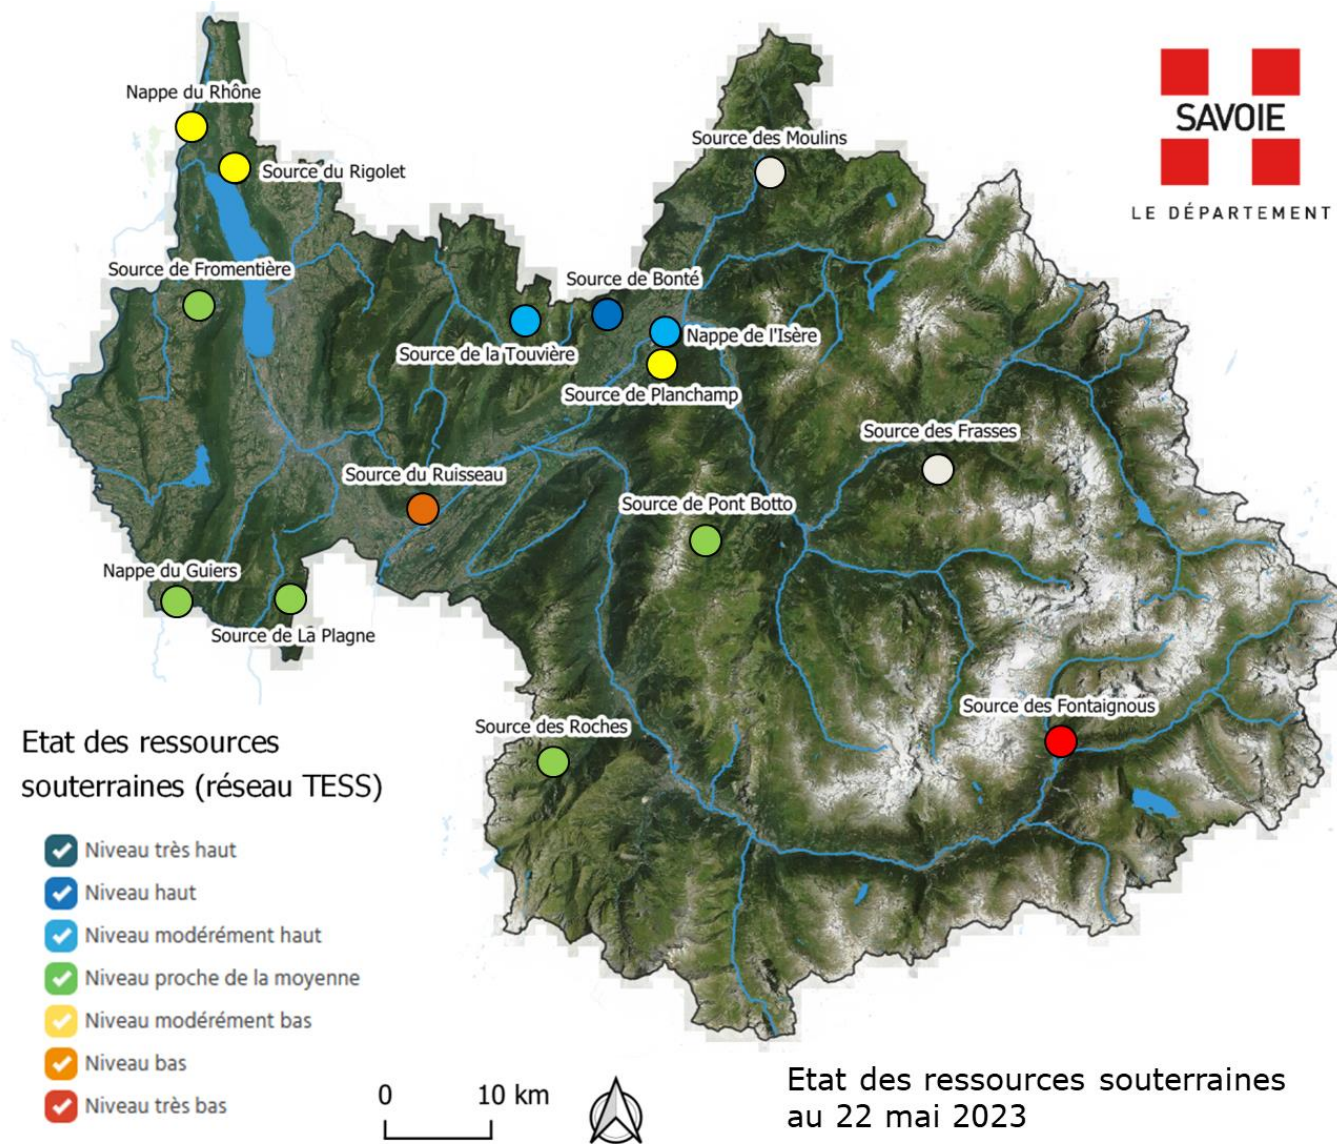 Nappe du Rhône
Source du Rigolet
Source des Moulins
SAVOIE
LE DÉPARTEMENT
Source de Fromentière
Source de Bonté
Source de la Touvière
Nappe de l'Isère
Source de Planchamp
Source des Frasses
Source du Ruisseau
Source de Pont Botto
Nappe du Guiers
Source de La Plagne
Source des Fontaignous
Source des Roches
Etat des ressources
souterraines (réseau TESS)
Niveau très haut
Niveau haut
Niveau modérément haut
Niveau proche de la moyenne
Niveau modérément bas
Niveau bas
Niveau très bas
0 10 km
Etat des ressources souterraines
au 22 mai 2023